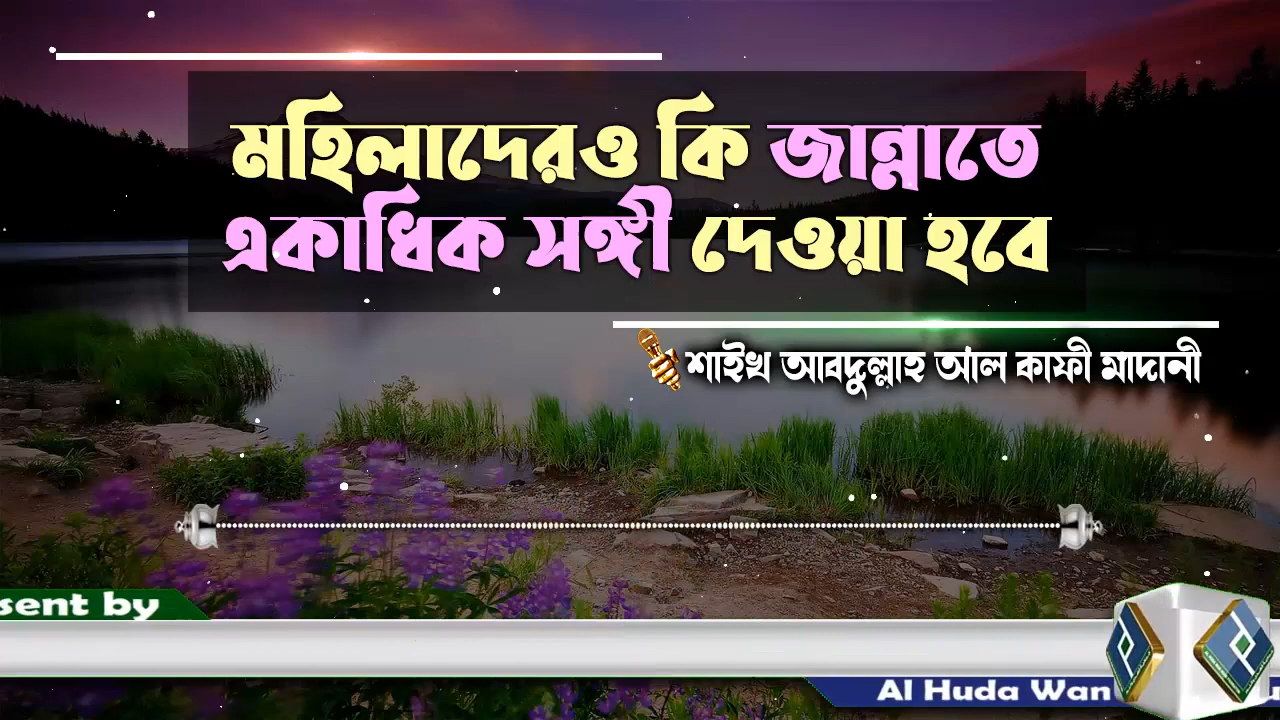 মহিলাদেরও কি জান্নাতে
একাধিক সঙ্গী দেওয়া হবে
শাইখ আবদুল্লাহ আল কাফী মাদানী
sent by
Al Huda Wan